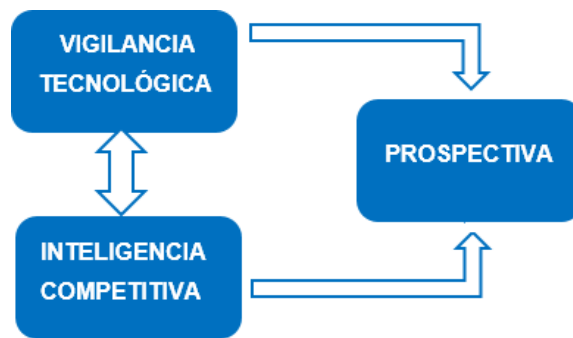 VIGILANCIA
TECNOLÓGICA
PROSPECTIVA
INTELIGENCIA
COMPETITIVA